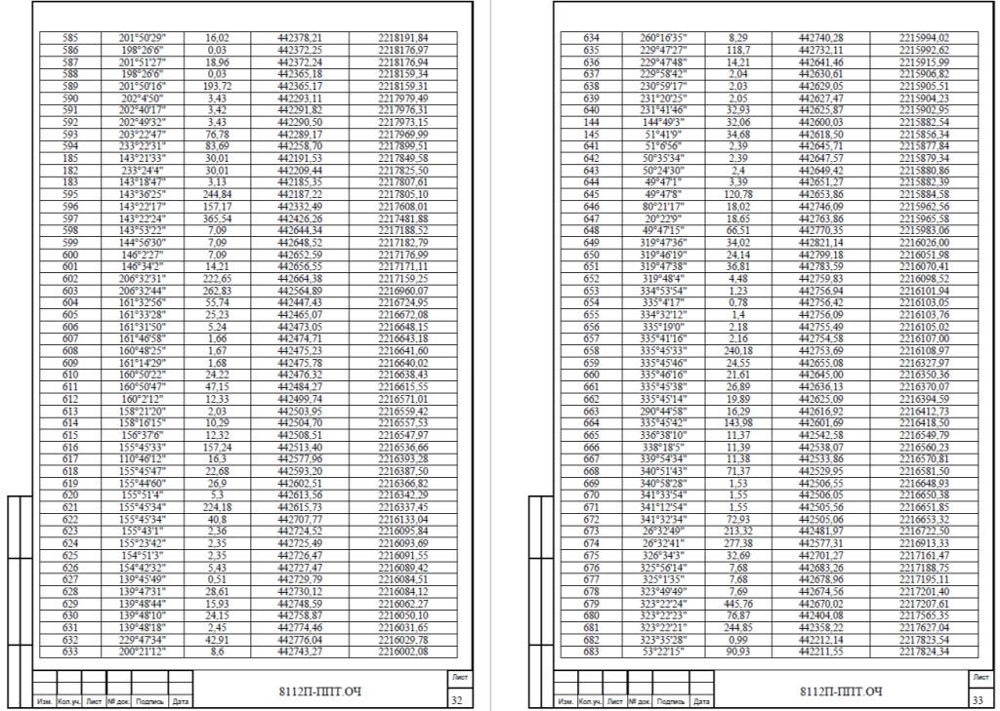 585 201°50'29" 16,02 442378,21 2218191,84
586 198°26'6" 0,03 442372,25 2218176,97
587 201°51'27" 18,96 442372,24 2218176,94
588 198°26'6" 0,03 442365,18 2218159,34
589 201°50'16" 193,72 442365,17 2218159,31
590 202°4'50" 3,43 442293,11 2217979,49
591 202°40'17" 3,42 442291,82 2217976,31
592 202°49'32" 3,43 442290,50 2217973,15
593 203°22'47" 76,78 442289,17 2217969,99
594 233°22'31" 83,69 442258,70 2217899,51
185 143°21'33" 30,01 442191,53 2217849,58
182 233°24'4" 30,01 442209,44 2217825,50
183 143°18'47" 3,13 442185,35 2217807,61
595 143°36'25" 244,84 442187,22 2217805,10
596 143°22'17" 157,17 442332,49 2217608,01
597 143°22'24" 365,54 442426,26 2217481,88
598 143°53'22" 7,09 442644,34 2217188,52
599 144°56'30" 7,09 442648,52 2217182,79
600 146°2'27" 7,09 442652,59 2217176,99
601 146°34'2" 14,21 442656,55 2217171,11
602 206°32'31" 222,65 442664,38 2217159,25
603 206°32'44" 262,83 442564,89 2216960,07
604 161°32'56" 55,74 442447,43 2216724,95
605 161°33'28" 25,23 442465,07 2216672,08
606 161°31'50" 5,24 442473,05 2216648,15
607 161°46'58" 1,66 442474,71 2216643,18
608 160°48'25" 1,67 442475,23 2216641,60
609 161°14'29" 1,68 442475,78 2216640,02
610 160°50'22" 24,22 442476,32 2216638,43
611 160°50'47" 47,15 442484,27 2216615,55
612 160°2'12" 12,33 442499,74 2216571,01
613 158°21'20" 2,03 442503,95 2216559,42
614 158°16'15" 10,29 442504,70 2216557,53
615 156°37'6" 12,32 442508,51 2216547,97
616 155°45'33" 157,24 442513,40 2216536,66
617 110°46'12" 16,3 442577,96 2216393,28
618 155°45'47" 22,68 442593,20 2216387,50
619 155°44'60" 26,9 442602,51 2216366,82
620 155°51'4" 5,3 442613,56 2216342,29
621 155°45'34" 224,18 442615,73 2216337,45
622 155°45'34" 40,8 442707,77 2216133,04
623 155°43'1" 2,36 442724,52 2216095,84
624 155°23'42" 2,35 442725,49 2216093,69
625 154°51'3" 2,35 442726,47 2216091,55
626 154°42'32" 5,43 442727,47 2216089,42
627 139°45'49" 0,51 442729,79 2216084,51
628 139°47'31" 28,61 442730,12 2216084,12
629 139°48'44" 15,93 442748,59 2216062,27
630 139°48'10" 24,15 442758,87 2216050,10
631 139°48'18" 2,45 442774,46 2216031,65
632 229°47'34" 42,91 442776,04 2216029,78
633 200°21'12" 8,6 442743,27 2216002,08
Лист
8112П-ППТ.ОЧ
Изм. Кол.уч. Лист № док. Подпись Дата
32
634 260°16'35" 8,29 442740,28 2215994,02
635 229°47'27" 118,7 442732,11 2215992,62
636 229°47'48" 14,21 442641,46 2215915,99
637 229°58'42" 2,04 442630,61 2215906,82
638 230°59'17" 2,03 442629,05 2215905,51
639 231°20'25" 2,05 442627,47 2215904,23
640 231°41'46" 32,93 442600,03 2215902,95
144 144°49'3" 32,06 442600,03 2215882,54
145 51°41'9" 34,68 442618,50 2215856,34
641 51°6'56" 2,39 442645,71 2215877,84
642 50°35'34" 2,39 442647,57 2215879,34
643 50°24'30" 2,4 442649,42 2215880,86
644 49°47'1" 3,39 442651,27 2215882,39
645 49°47'8" 120,78 442653,86 2215884,58
646 80°21'17" 18,02 442746,09 2215962,56
647 20°22'9" 18,65 442763,86 2215965,58
648 49°47'15" 66,51 442770,35 2215983,06
649 319°47'36" 34,02 442821,14 2216026,00
650 319°46'19" 24,14 442799,18 2216051,98
651 319°47'38" 36,81 442783,59 2216070,41
652 319°48'4" 4,48 442759,83 2216098,52
653 334°53'54" 1,23 442756,94 2216101,94
654 335°4'17" 0,78 442756,42 2216103,05
655 334°32'12" 1,4 442756,09 2216103,76
656 335°19'0" 2,18 442755,49 2216105,02
657 335°41'16" 2,16 442754,58 2216107,00
658 335°45'33" 240,18 442753,69 2216108,97
659 335°45'46" 24,55 442655,08 2216327,97
660 335°46'16" 21,61 442645,00 2216350,36
661 335°45'38" 26,89 442636,13 2216370,07
662 335°45'14" 19,89 442625,09 2216394,59
663 290°44'58" 16,29 442616,92 2216412,73
664 335°45'42" 143,98 442601,69 2216418,50
665 336°38'10" 11,37 442542,58 2216549,79
666 338°18'5" 11,39 442538,07 2216560,23
667 339°54'34" 11,38 442533,86 2216570,81
668 340°51'43" 71,37 442529,95 2216581,50
669 340°58'28" 1,53 442506,55 2216648,93
670 341°33'54" 1,55 442506,05 2216650,38
671 341°12'54" 1,55 442505,56 2216651,85
672 341°32'34" 72,93 442505,06 2216653,32
673 26°32'49" 213,32 442481,97 2216722,50
674 26°32'41" 277,38 442577,31 2216913,33
675 326°34'3" 32,69 442701,27 2217161,47
676 325°56'14" 7,68 442683,26 2217188,75
677 325°1'35" 7,68 442678,96 2217195,11
678 323°49'49" 7,69 442674,56 2217201,40
679 323°22'24" 445,76 442670,02 2217207,61
680 323°22'23" 76,87 442404,08 2217565,35
681 323°22'21" 244,85 442358,22 2217627,04
682 323°35'28" 0,99 442212,14 2217823,54
683 53°22'15" 90,93 442211,55 2217824,34
Лист
8112П-ППТ.ОЧ
Изм. Кол.уч. Лист № док. Подпись Дата
33